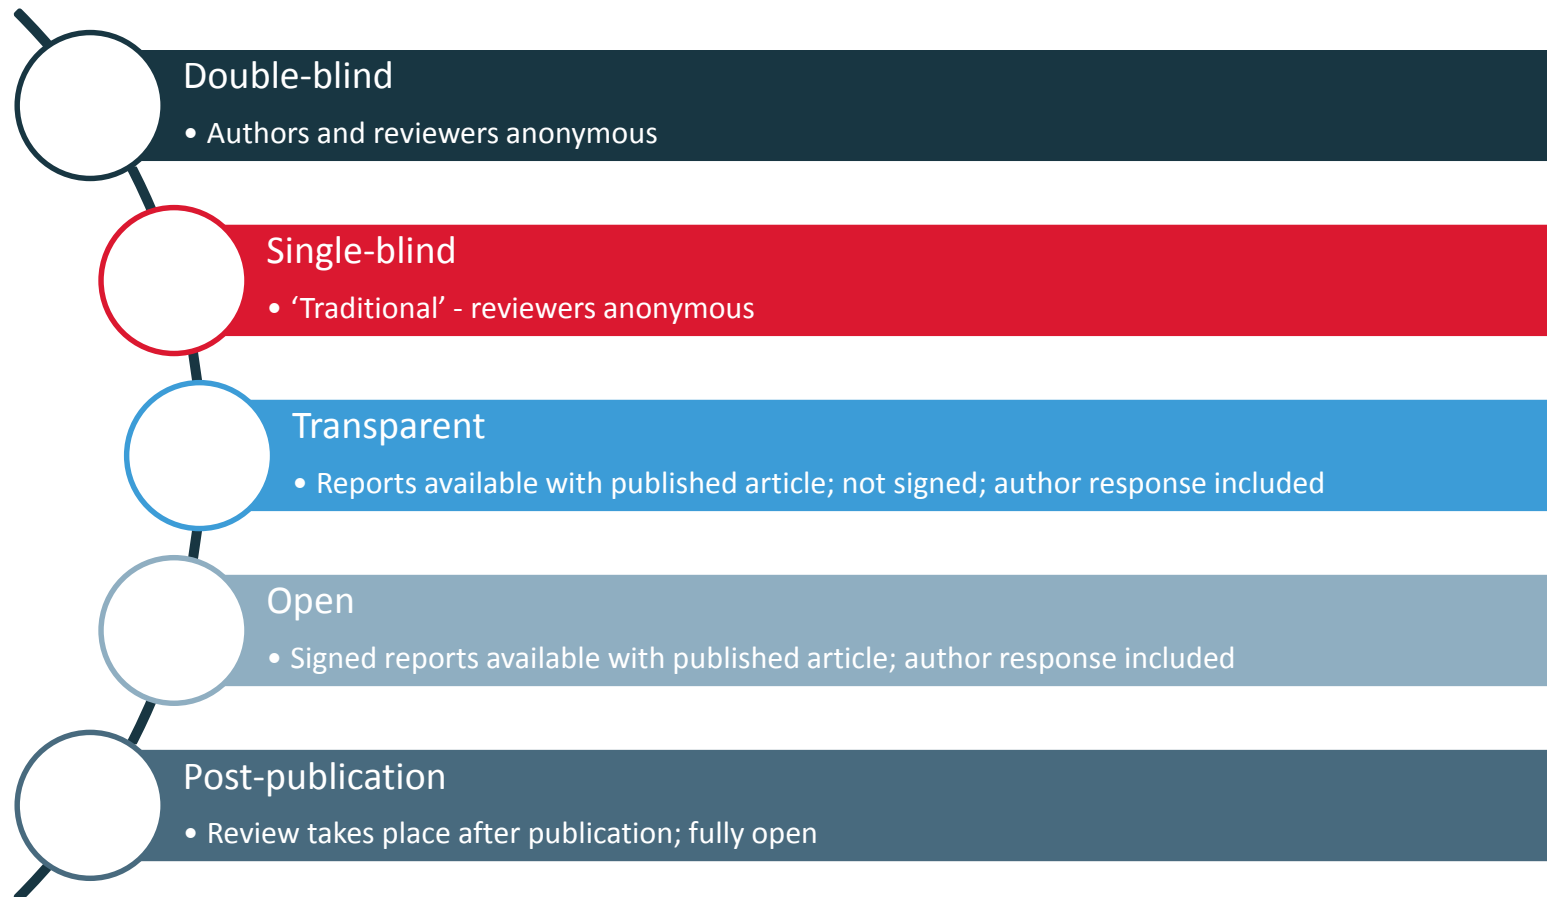 Double-blind
• Authors and reviewers anonymous
Single-blind
• ‘Traditional’ - reviewers anonymous
Transparent
• Reports available with published article; not signed; author response included
Open
• Signed reports available with published article; author response included
Post-publication
• Review takes place after publication; fully open